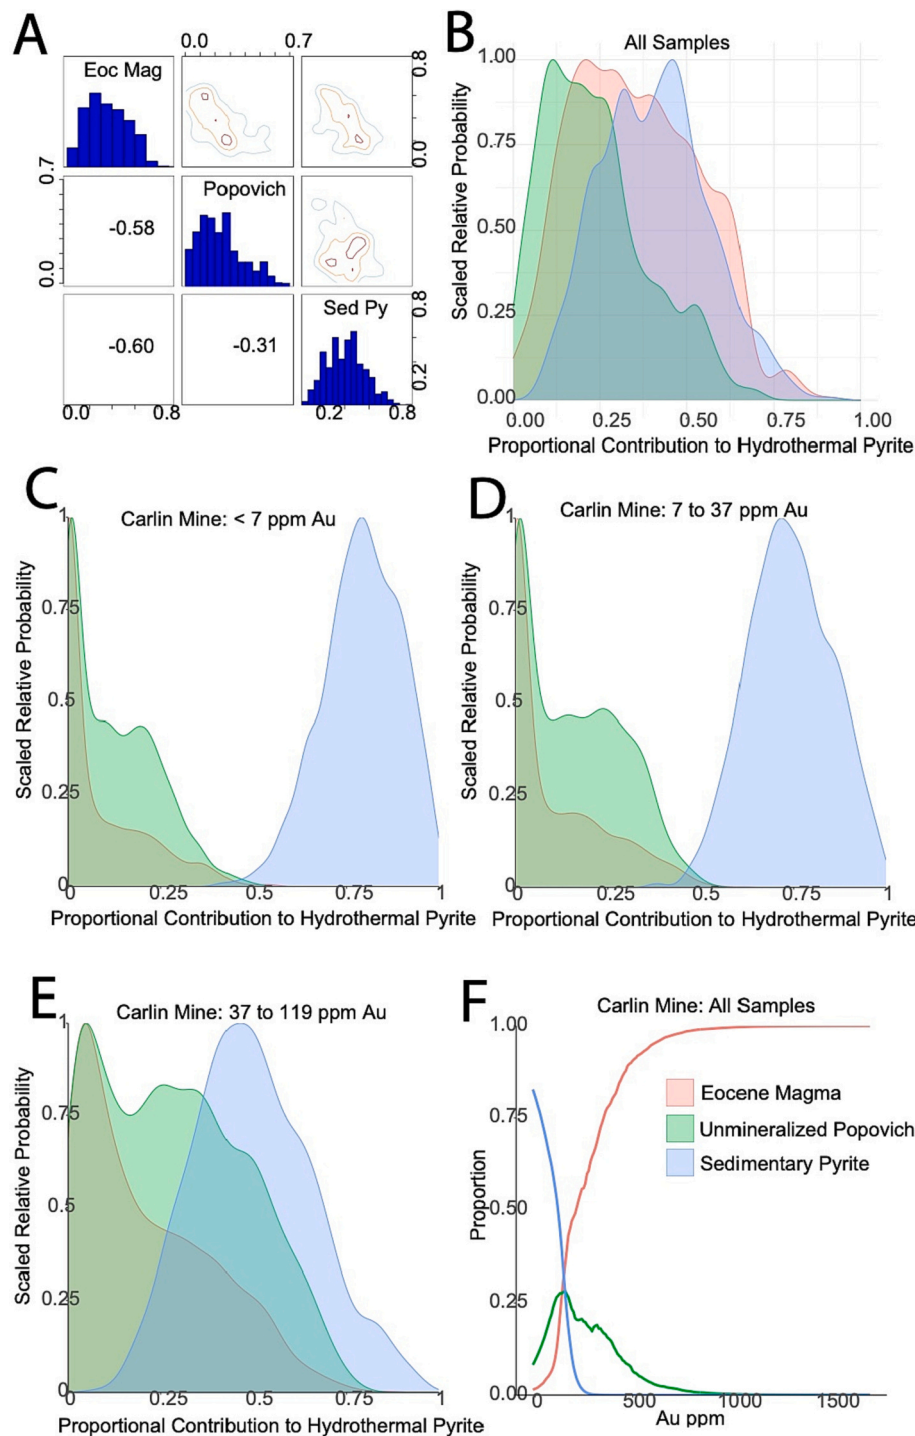 A
0.0 0.7
Eoc Mag
0.8
0.0
0.7
0.0
-0.58
Popovich
-0.60
-0.31
Sed Py
0.8
0.2
0.0 0.8
0.2 0.8
B
All Samples
Scaled Relative Probability
1.00
0.75
0.50
0.25
0.00
0.00 0.25 0.50 0.75 1.00
Proportional Contribution to Hydrothermal Pyrite
C
Carlin Mine: < 7 ppm Au
Scaled Relative Probability
1
0.75
0.5
0.25
0
0.25 0.5 0.75 1
Proportional Contribution to Hydrothermal Pyrite
D
Carlin Mine: 7 to 37 ppm Au
Scaled Relative Probability
1
0.75
0.5
0.25
0
0.25 0.5 0.75 1
Proportional Contribution to Hydrothermal Pyrite
E
Carlin Mine: 37 to 119 ppm Au
Scaled Relative Probability
1
0.75
0.5
0.25
0
0.25 0.5 0.75 1
Proportional Contribution to Hydrothermal Pyrite
F
Carlin Mine: All Samples
Proportion
1.00
0.75
0.50
0.25
0.00
Eocene Magma
Unmineralized Popovich
Sedimentary Pyrite
0 500 1000 1500
Au ppm